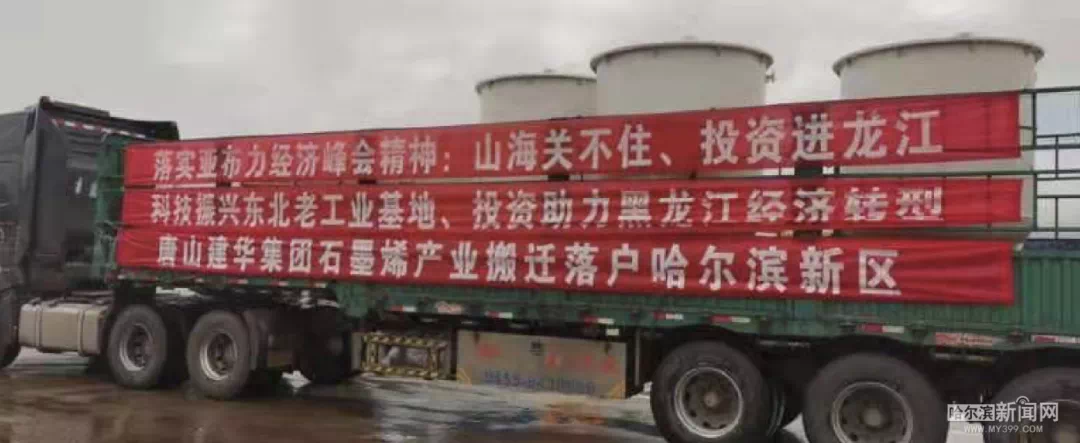 落实亚布力经济峰会精神：山海关不住、投资进龙江
科技振兴东北老工业基地、投资助力黑龙江经济转型
唐山建华集团石墨烯产业搬迁落户哈尔滨新区
哈尔滨新闻网
WWW.MY399.COM